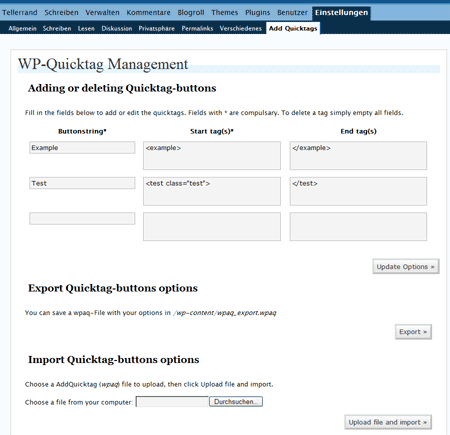 Tellerrand Schreiben Verwalten Kommentare Blogroll Themes Plugins Benutzer Einstellungen
Allgemein Schreiben Lesen Diskussion Privatsphäre Permalinks Verschiedenes Add Quicktags
WP-Quicktag Management
Adding or deleting Quicktag-buttons
Fill in the fields below to add or edit the quicktags. Fields with * are compulsary. To delete a tag simply empty all fields.
Buttonstring* Start tag(s)* End tag(s)
Example <example> </example>
Test <test class="test"> </test>
Update Options »
Export Quicktag-buttons options
You can save a wpaq-File with your options in /wp-content/wpaq_export.wpaq
Export »
Import Quicktag-buttons options
Choose a AddQuicktag (wpaq) file to upload, then click Upload file and import.
Choose a file from your computer: Durchsuchen...
Upload file and import »